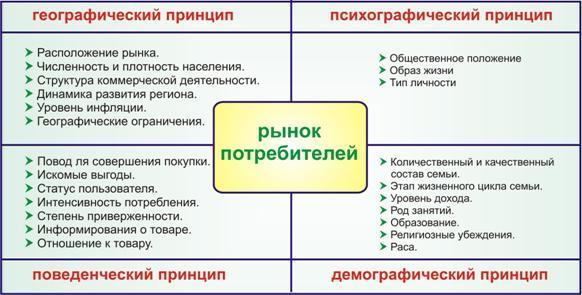 географический принцип
психографический принцип
Расположение рынка.
Численность и плотность населения.
Структура коммерческой деятельности.
Динамика развития региона.
Уровень инфляции.
Географические ограничения.
Общественное положение
Образ жизни
Тип личности
рынок
потребителей
Повод ля совершения покупки.
Искомые выгоды.
Статус пользователя.
Интенсивность потребления.
Степень приверженности.
Информирования о товаре.
Отношение к товару.
Количественный и качественный
состав семьи.
Этап жизненного цикла семьи.
Уровень дохода.
Род занятий.
Образование.
Религиозные убеждения.
Раса.
поведенческий принцип
демографический принцип